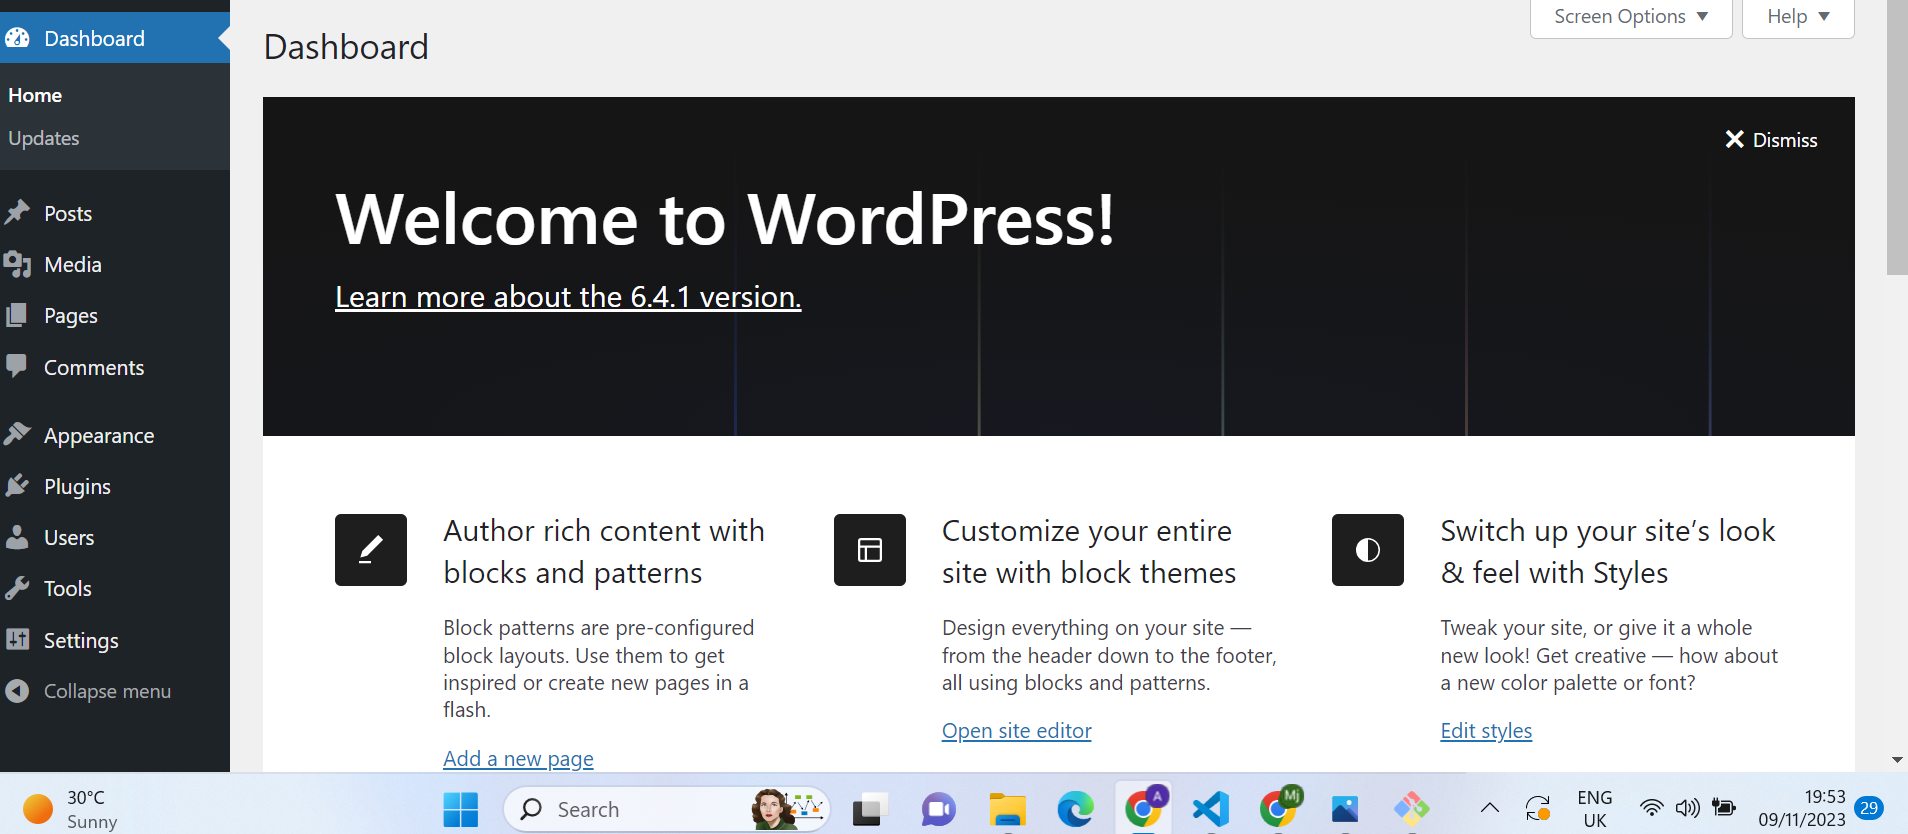 Dashboard
Home
Updates
Posts
Media
Pages
Comments
Appearance
Plugins
Users
Tools
Settings
Collapse menu
Screen Options
Help
Dashboard
Dismiss
Welcome to WordPress!
Learn more about the 6.4.1 version.
Author rich content with
blocks and patterns
Block patterns are pre-configured
block layouts. Use them to get
inspired or create new pages in a
flash.
Add a new page
Customize your entire
site with block themes
Design everything on your site —
from the header down to the footer,
all using blocks and patterns.
Open site editor
Switch up your site’s look
& feel with Styles
Tweak your site, or give it a whole
new look! Get creative — how about
a new color palette or font?
Edit styles
30°C
Sunny
Search
A
Mj
ENG
UK
19:53
09/11/2023
29